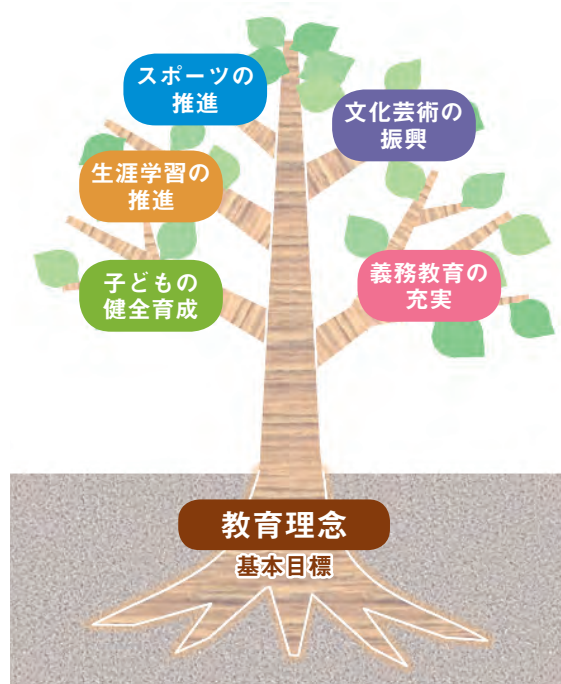 スポーツの
推進
文化芸術の
振興
生涯学習の
推進
子どもの
健全育成
義務教育の
充実
教育理念
基本目標